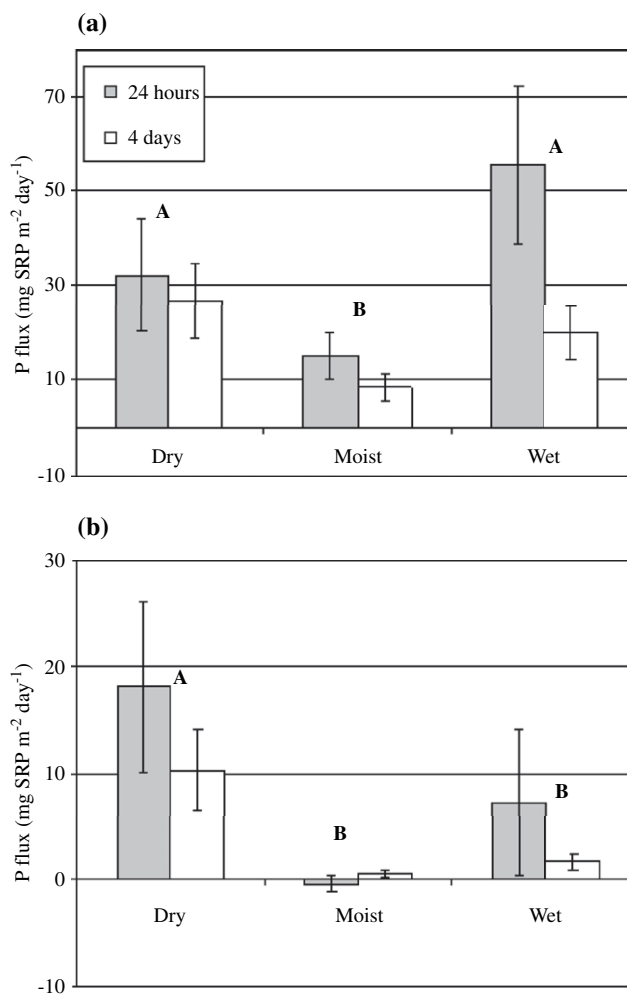 (a)
70
50
30
10
-10
P flux (mg SRP m-2 day-1)
24 hours
4 days
A
B
A
Dry Moist Wet
(b)
30
20
10
0
-10
P flux (mg SRP m-2 day-1)
A
B
B
Dry Moist Wet